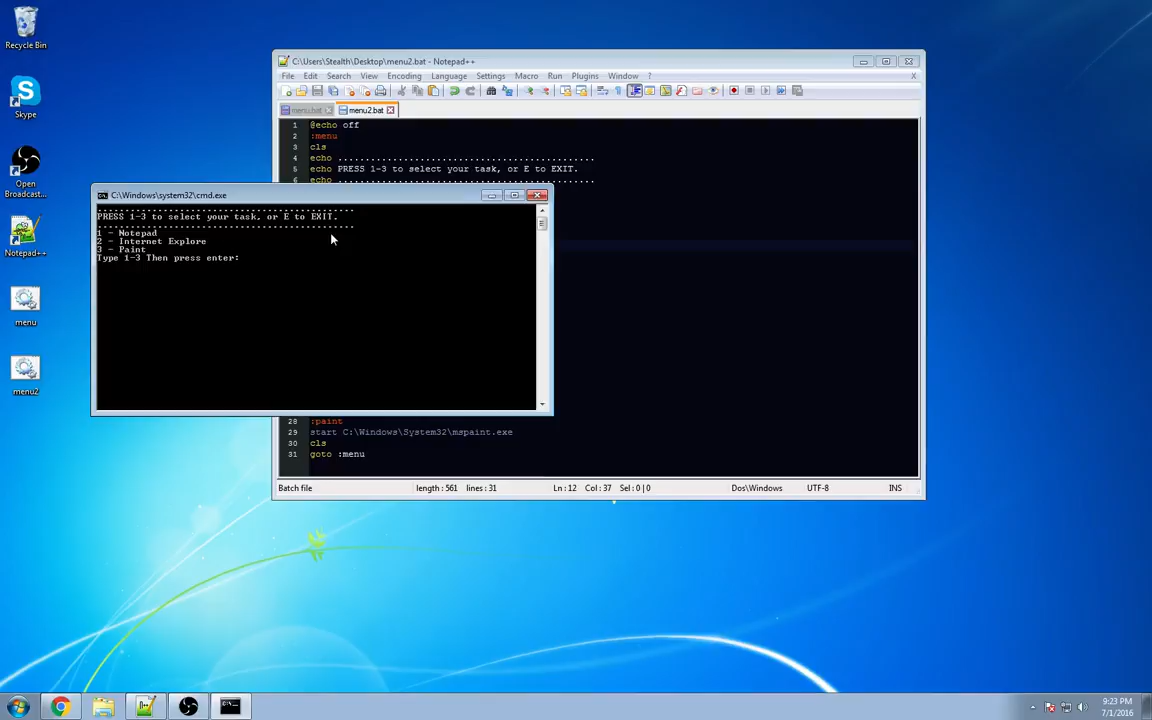 Recycle Bin
Skype
Open
Broadcast...
Notepad++
menu
menu2
C:\Users\Stealth\Desktop\menu2.bat - Notepad++
File Edit Search View Encoding Language Settings Macro Run Plugins Window ? X
menu.bat menu2.bat
1 @echo off
2 :menu
3 cls
4 echo ...............................................
5 echo PRESS 1-3 to select your task, or E to EXIT.
6 echo ...............................................
C:\Windows\system32\cmd.exe
...............................................
PRESS 1-3 to select your task, or E to EXIT.
...............................................
1 - Notepad
2 - Internet Explore
3 - Paint
Type 1-3 Then press enter:
28 :paint
29 start C:\Windows\System32\mspaint.exe
30 cls
31 goto :menu
Batch file length : 561 lines : 31 Ln : 12 Col : 37 Sel : 0 | 0 Dos\Windows UTF-8 INS
9:23 PM
7/1/2016